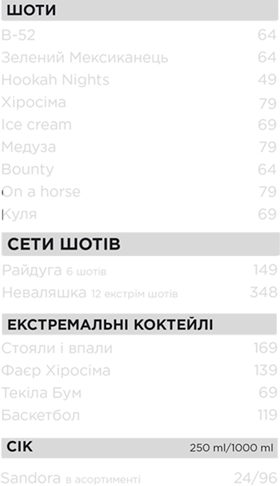 ШОТИ
В-52 64
Зелений Мексиканець 64
Hookah Nights 49
Хіросіма 79
Ice cream 69
Медуза 79
Bounty 64
On a horse 79
Куля 69
СЕТИ ШОТІВ
Райдуга 6 шотів 149
Неваляшка 12 екстрім шотів 348
ЕКСТРЕМАЛЬНІ КОКТЕЙЛІ
Стояли і впали 169
Фаєр Хіросіма 139
Текіла Бум 69
Баскетбол 119
СІК 250 ml/1000 ml
Sandora в асортименті 24/96